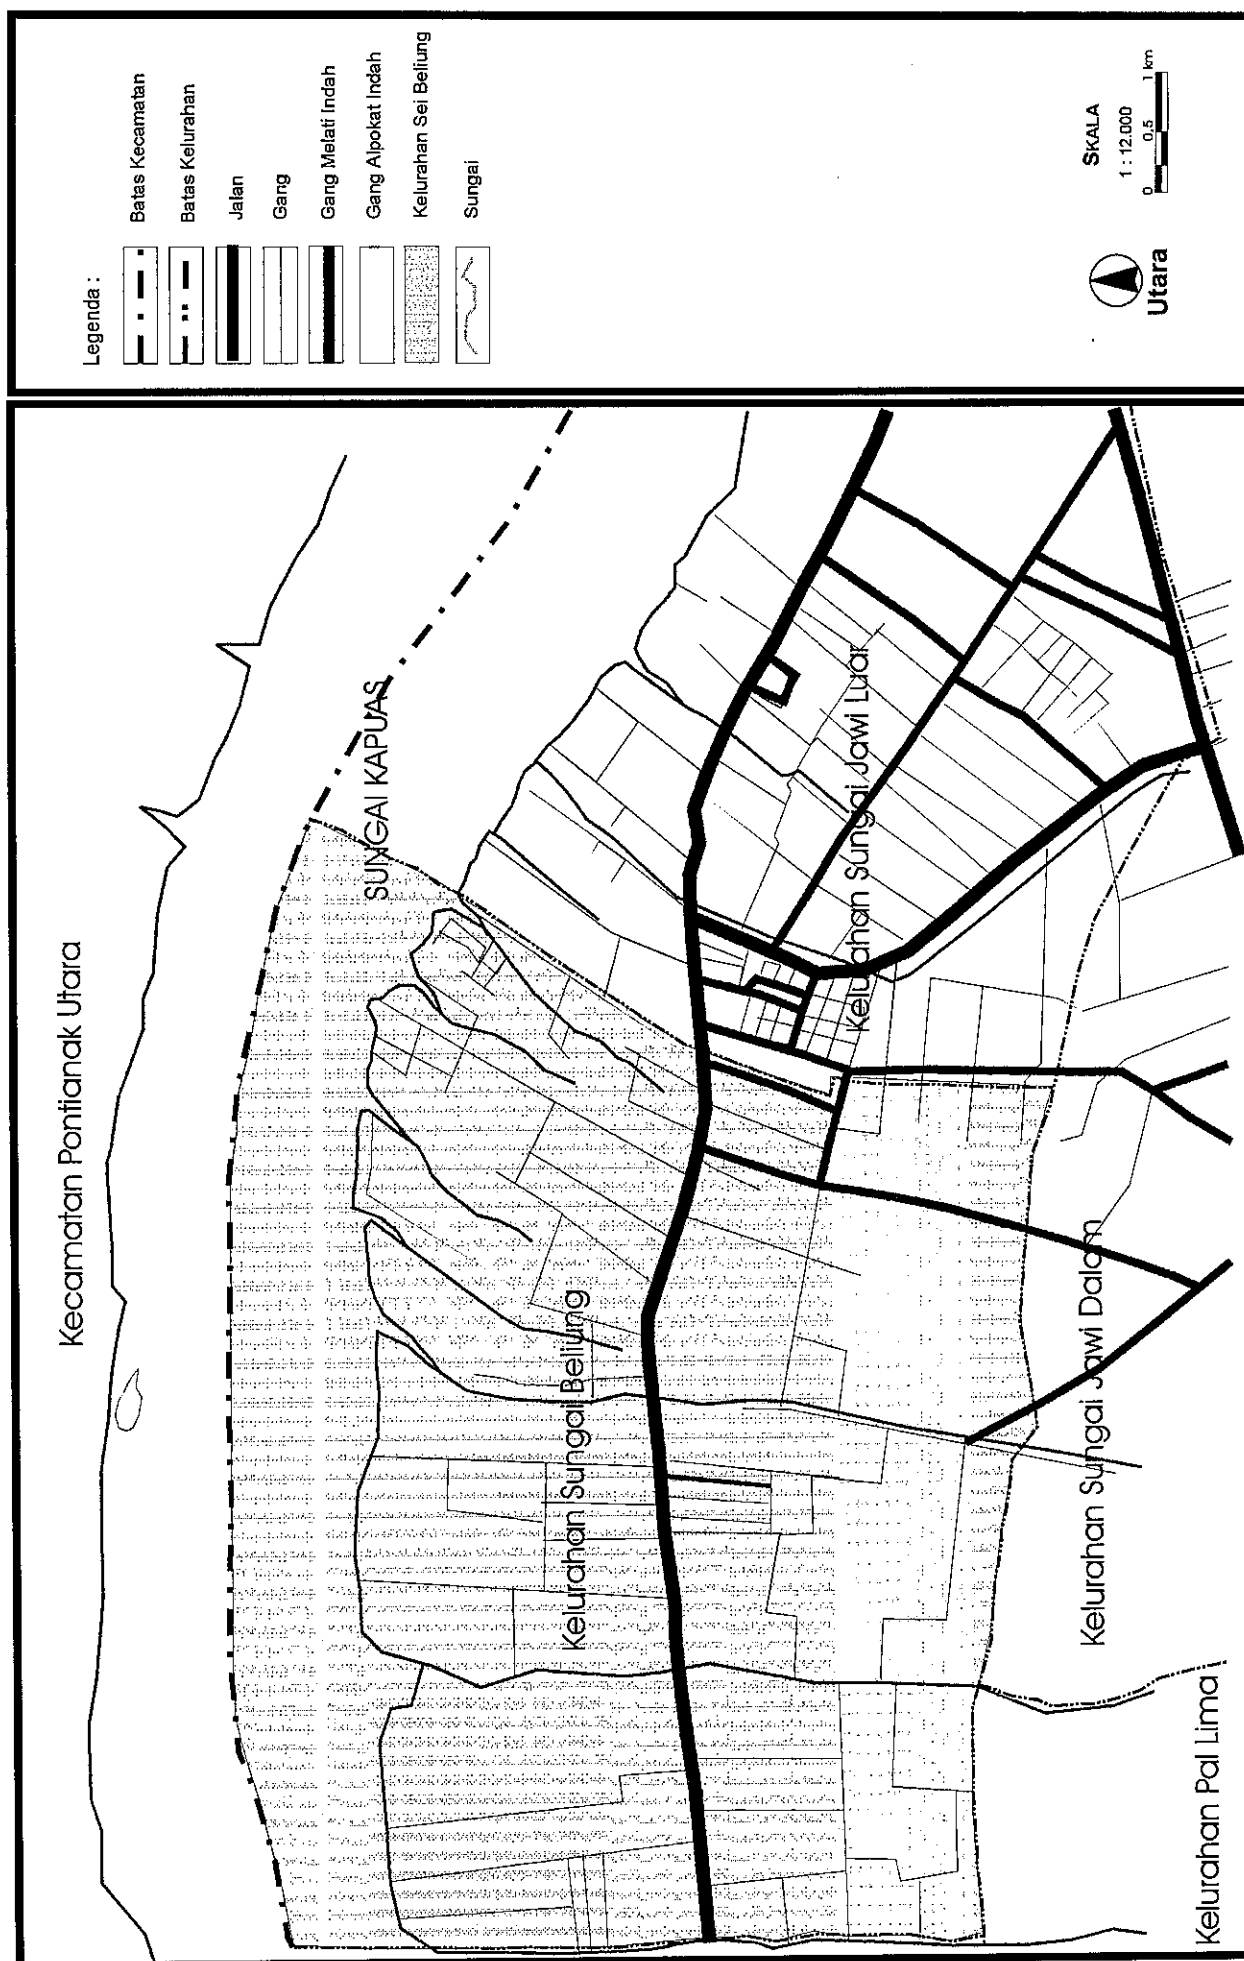 Kecamatan Pontianak Utara
SUNGAI KAPUAS
Kelurahan Sungai Beliung
Kelurahan Sungai Jawi Luar
Kelurahan Sungai Jawi Dalam
Kelurahan Pal Lima
Legenda :
Batas Kecamatan
Batas Kelurahan
Jalan
Gang
Gang Melati Indah
Gang Alpokat Indah
Kelurahan Sei Beliung
Sungai
Utara
SKALA
1 : 12.000
0 0.5 1 km